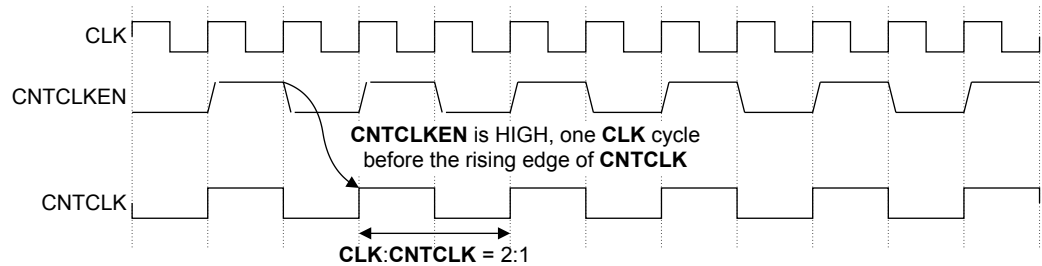 CLK
CNTCLKEN
CNTCLKEN is HIGH, one CLK cycle
before the rising edge of CNTCLK
CNTCLK
CLK:CNTCLK = 2:1